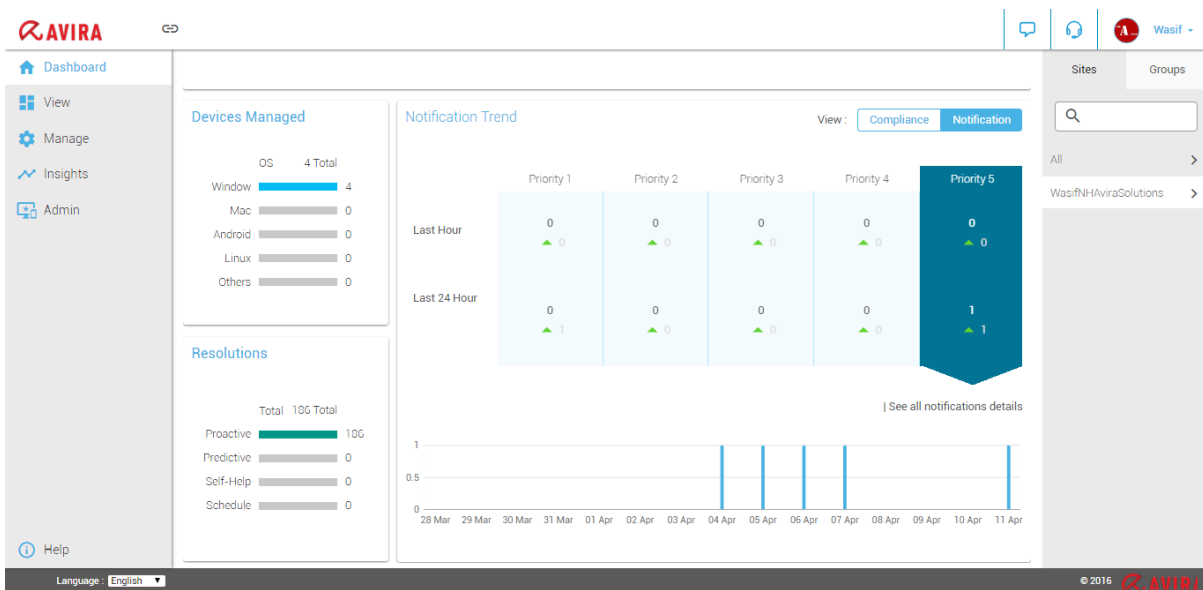 AVIRA
Wasif
Dashboard
View
Manage
Insights
Admin
Help
Devices Managed
OS 4 Total
Window 4
Mac 0
Android 0
Linux 0
Others 0
Resolutions
Total 186 Total
Proactive 186
Predictive 0
Self-Help 0
Schedule 0
Notification Trend
View : Compliance Notification
Priority 1 Priority 2 Priority 3 Priority 4 Priority 5
Last Hour 0 0 0 0 0
0 0 0 0 0
Last 24 Hour 0 0 0 0 1
1 0 0 0 1
| See all notifications details
1
0.5
0
28 Mar 29 Mar 30 Mar 31 Mar 01 Apr 02 Apr 03 Apr 04 Apr 05 Apr 06 Apr 07 Apr 08 Apr 09 Apr 10 Apr 11 Apr
Sites Groups
All
WasifNHAviraSolutions
Language : English
© 2016 AVIRA